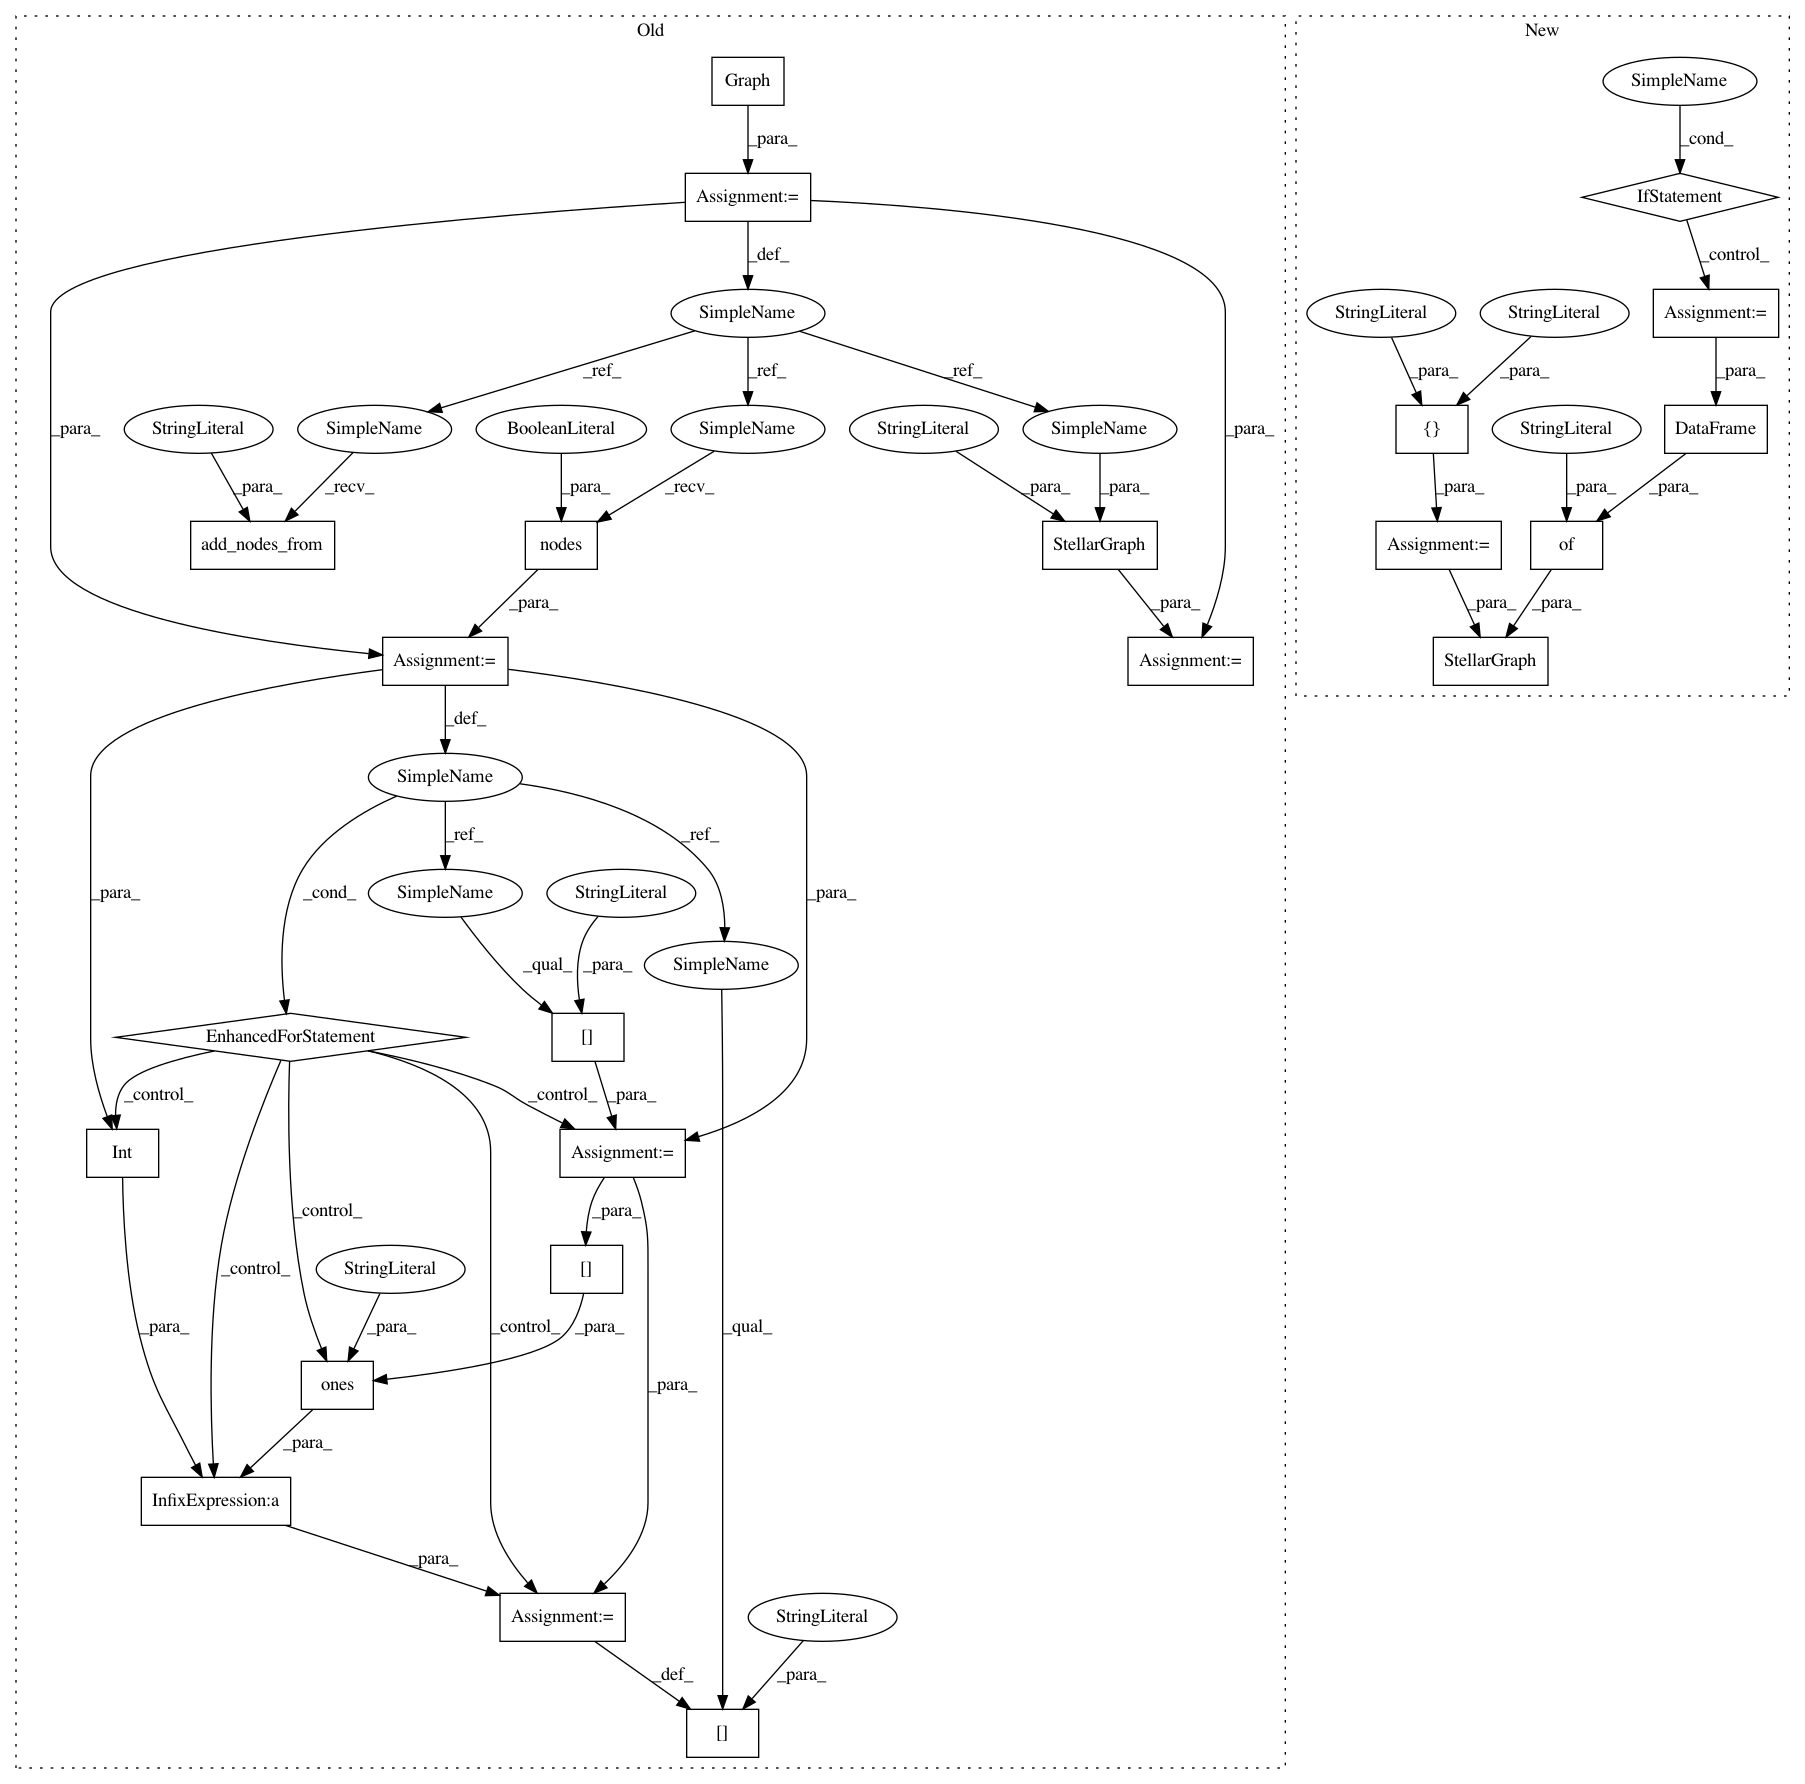 Old
New
Graph
SimpleName
_para_
_cond_
Assignment:=
IfStatement
_def_
_control_
SimpleName
StringLiteral
StringLiteral
Assignment:=
_ref_
_ref_
_ref_
_para_
_para_
_para_
_para_
StringLiteral
SimpleName
BooleanLiteral
SimpleName
StringLiteral
SimpleName
_para_
{}
StringLiteral
DataFrame
_para_
_recv_
_para_
_recv_
_para_
_para_
_para_
_para_
_para_
add_nodes_from
nodes
StellarGraph
Assignment:=
of
_para_
_para_
_para_
_para_
Assignment:=
Assignment:=
StellarGraph
_def_
SimpleName
_ref_
_ref_
_para_
_cond_
SimpleName
StringLiteral
_para_
_qual_
_para_
SimpleName
EnhancedForStatement
[]
_control_
_control_
_para_
Int
Assignment:=
_control_
_para_
_control_
StringLiteral
[]
_para_
_para_
_control_
_para_
_qual_
ones
_para_
_para_
InfixExpression:a
_para_
Assignment:=
StringLiteral
_def_
_para_
[]